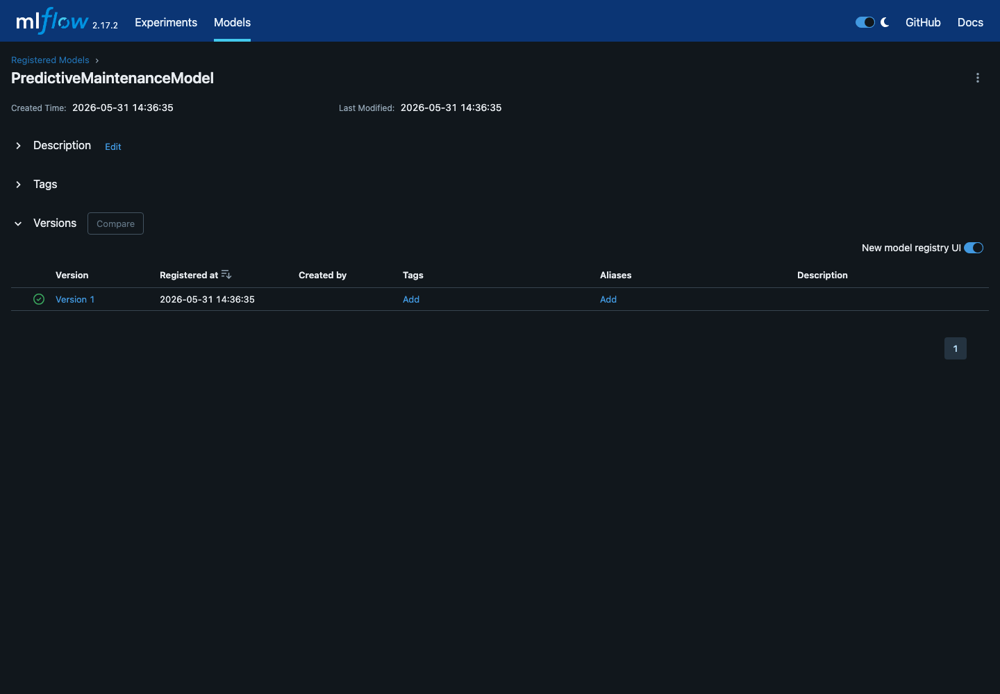 mlflow 2.17.2 Experiments Models GitHub Docs
Registered Models
PredictiveMaintenanceModel
Created Time: 2026-05-31 14:36:35 Last Modified: 2026-05-31 14:36:35
Description Edit
Tags
Versions Compare
New model registry UI
Version Registered at Created by Tags Aliases Description
Version 1 2026-05-31 14:36:35 Add Add
1